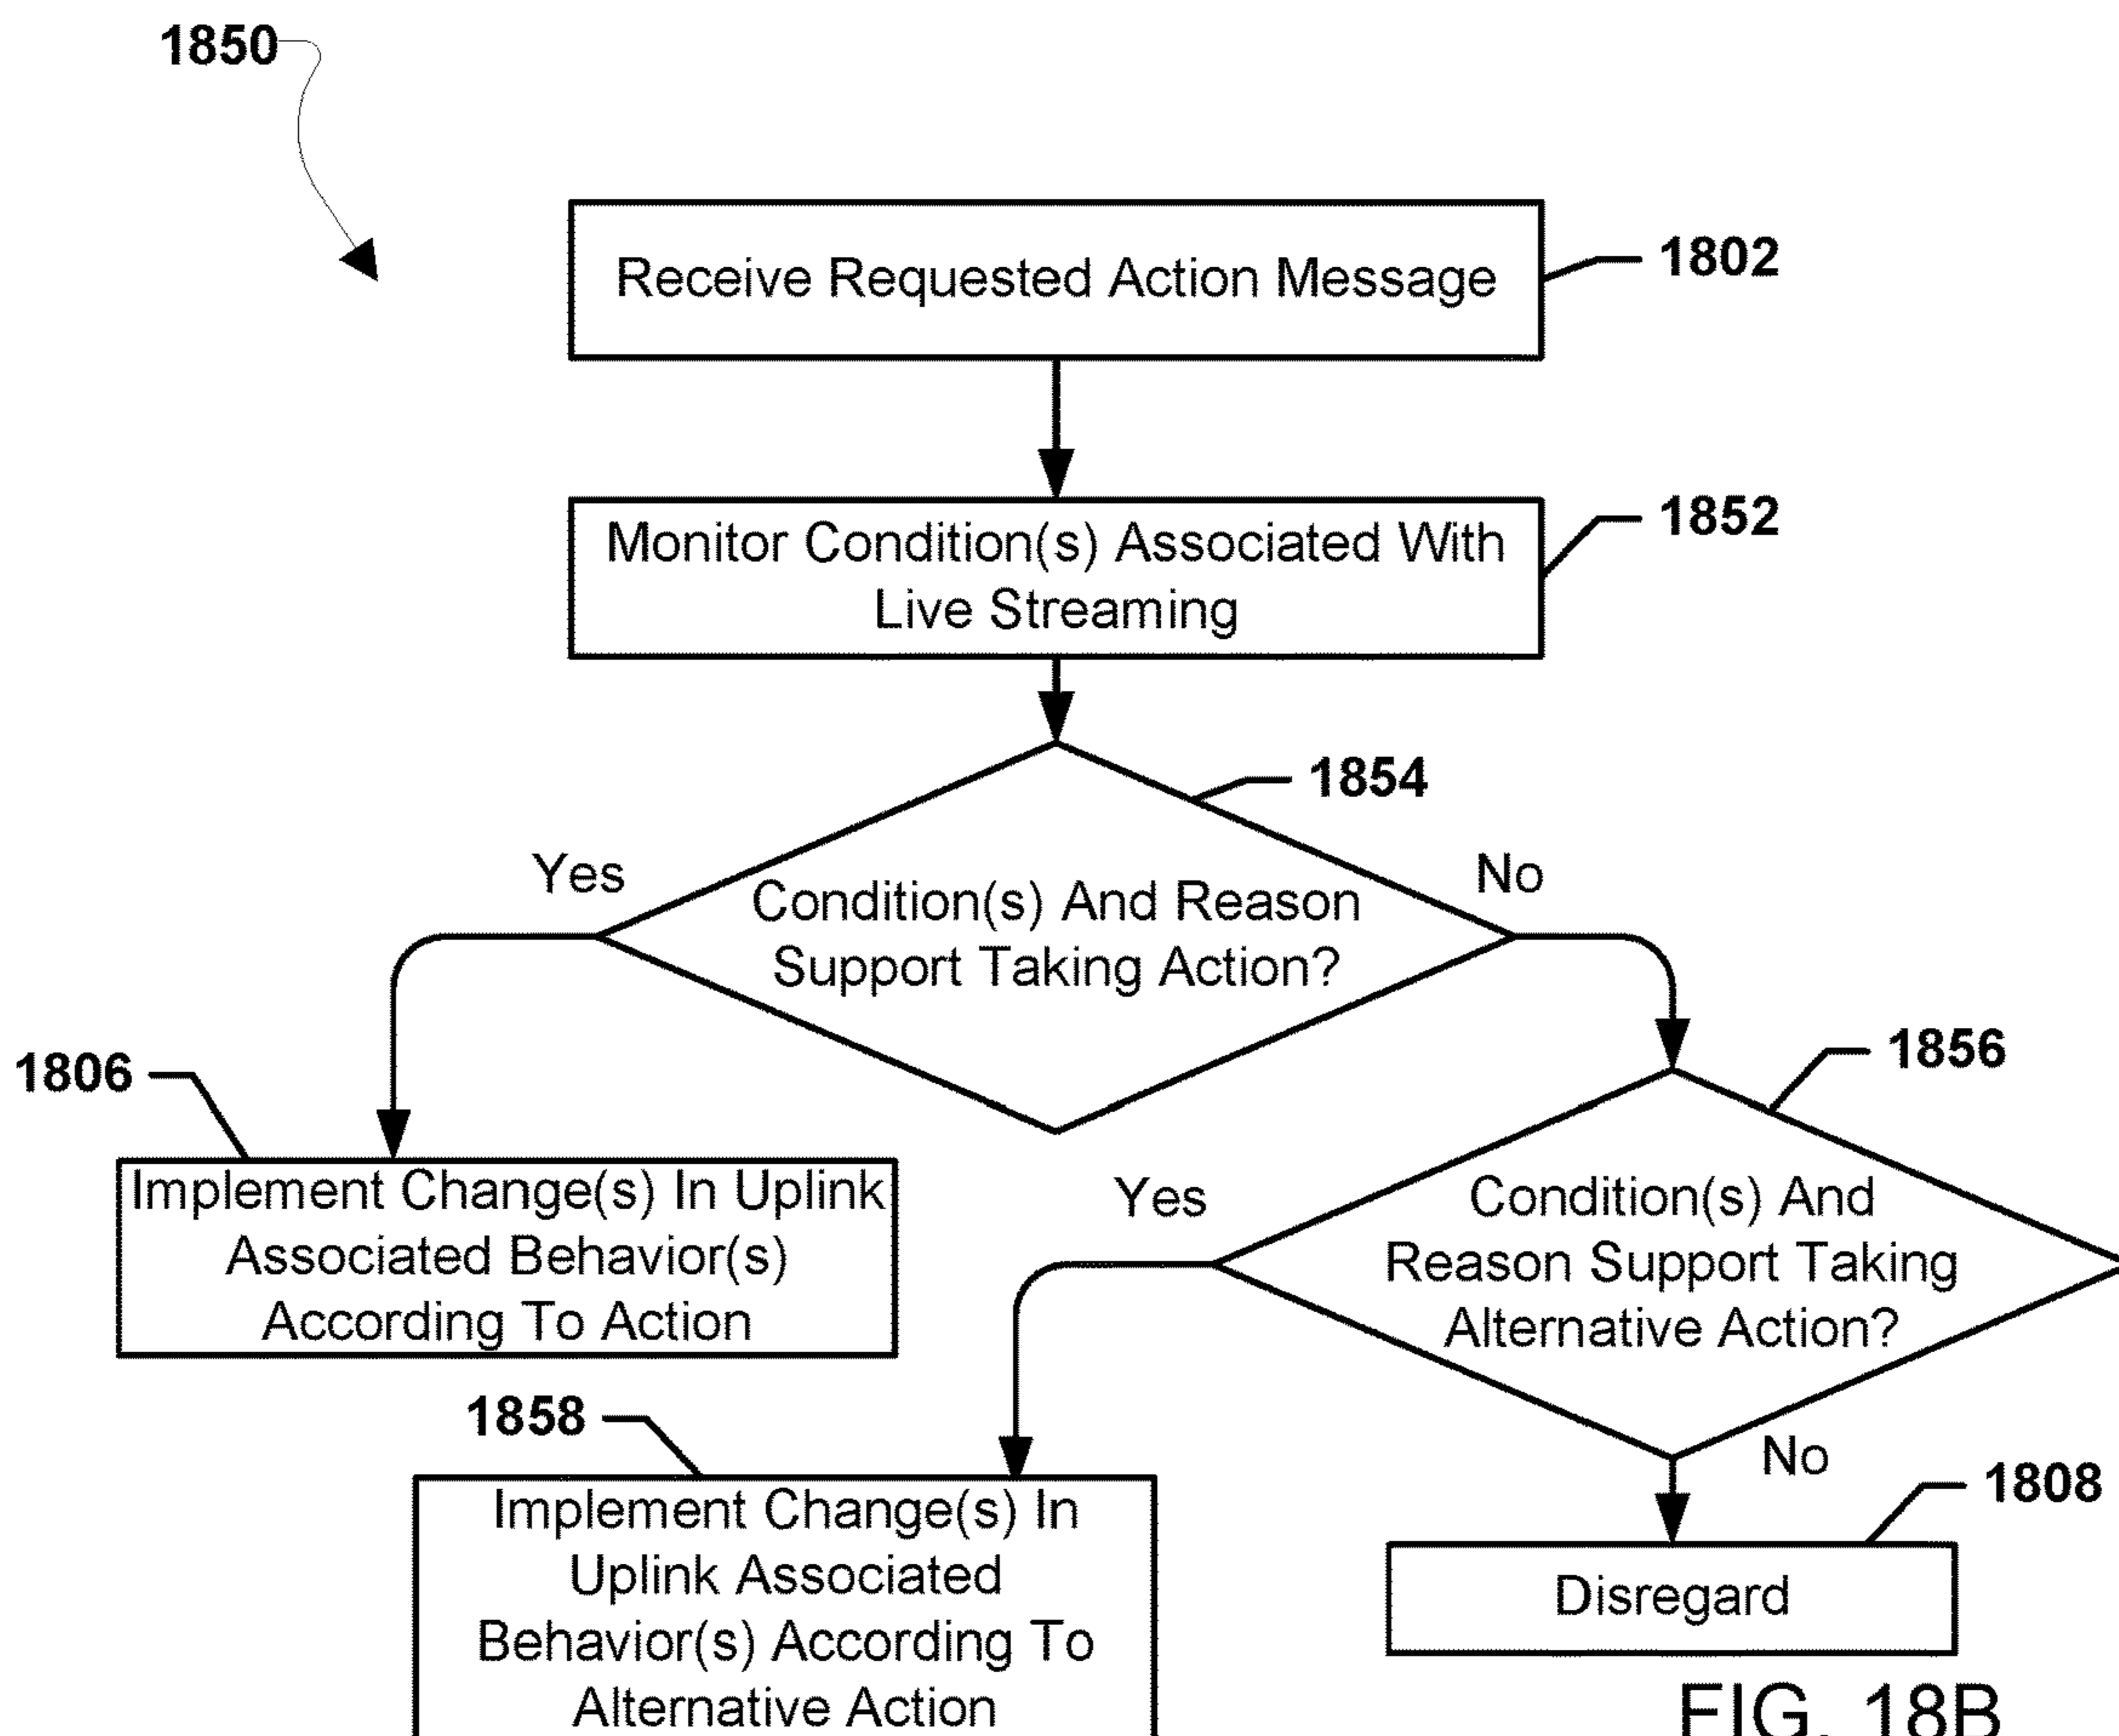 1850
Receive Requested Action Message
1802
Monitor Condition(s) Associated With
Live Streaming
1852
1854
Yes
No
Condition(s) And Reason
Support Taking Action?
1806
Implement Change(s) In Uplink
Associated Behavior(s)
According To Action
1856
Yes
Condition(s) And
Reason Support Taking
Alternative Action?
No
1858
Implement Change(s) In
Uplink Associated
Behavior(s) According To
Alternative Action
1808
Disregard
FIG. 18B